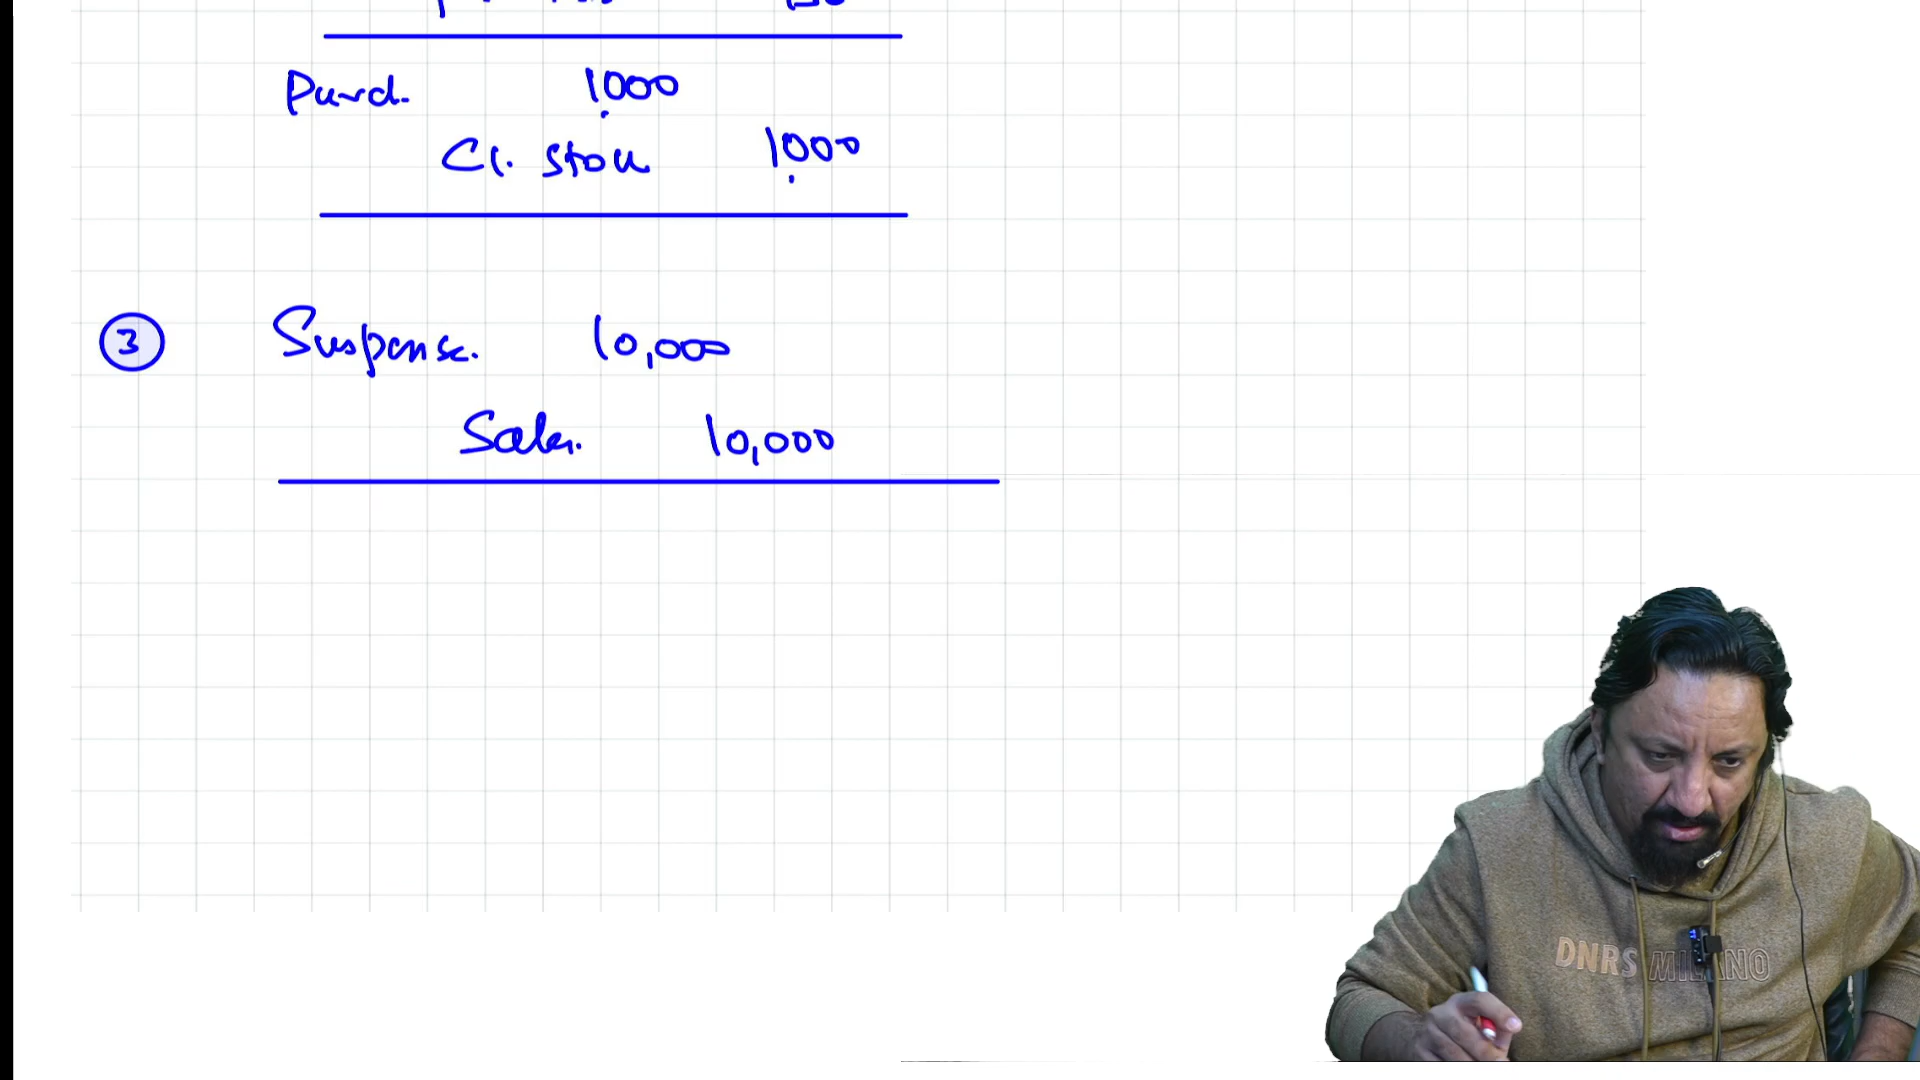 Purch. 1000
Cl. Stock 1000
3 Suspense. 10,000
Sales. 10,000
DNRS MILANO